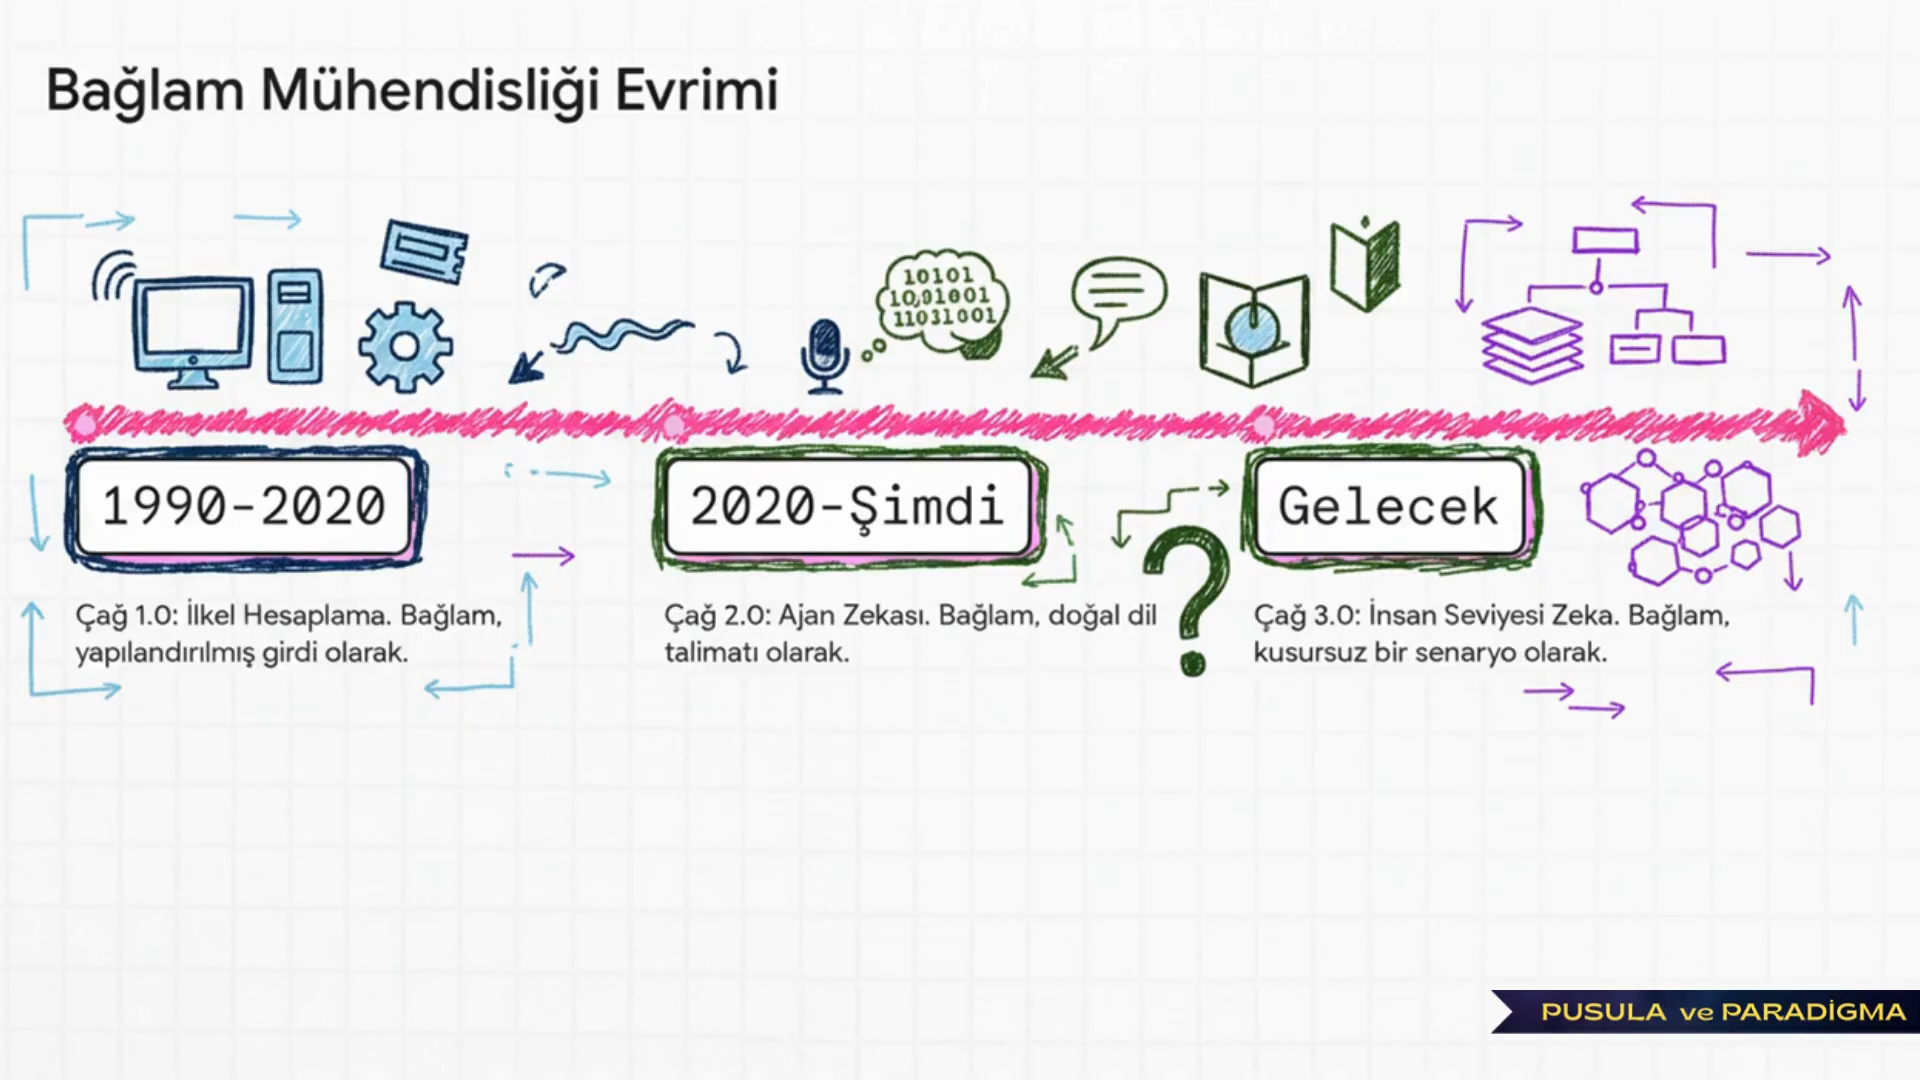 Bağlam Mühendisliği Evrimi
10101
10,01001
11031001
1990-2020
2020-Şimdi
Gelecek
?
Çağ 1.0: İlkel Hesaplama. Bağlam,
yapılandırılmış girdi olarak.
Çağ 2.0: Ajan Zekası. Bağlam, doğal dil
talimatı olarak.
Çağ 3.0: İnsan Seviyesi Zeka. Bağlam,
kusursuz bir senaryo olarak.
PUSULA ve PARADİGMA